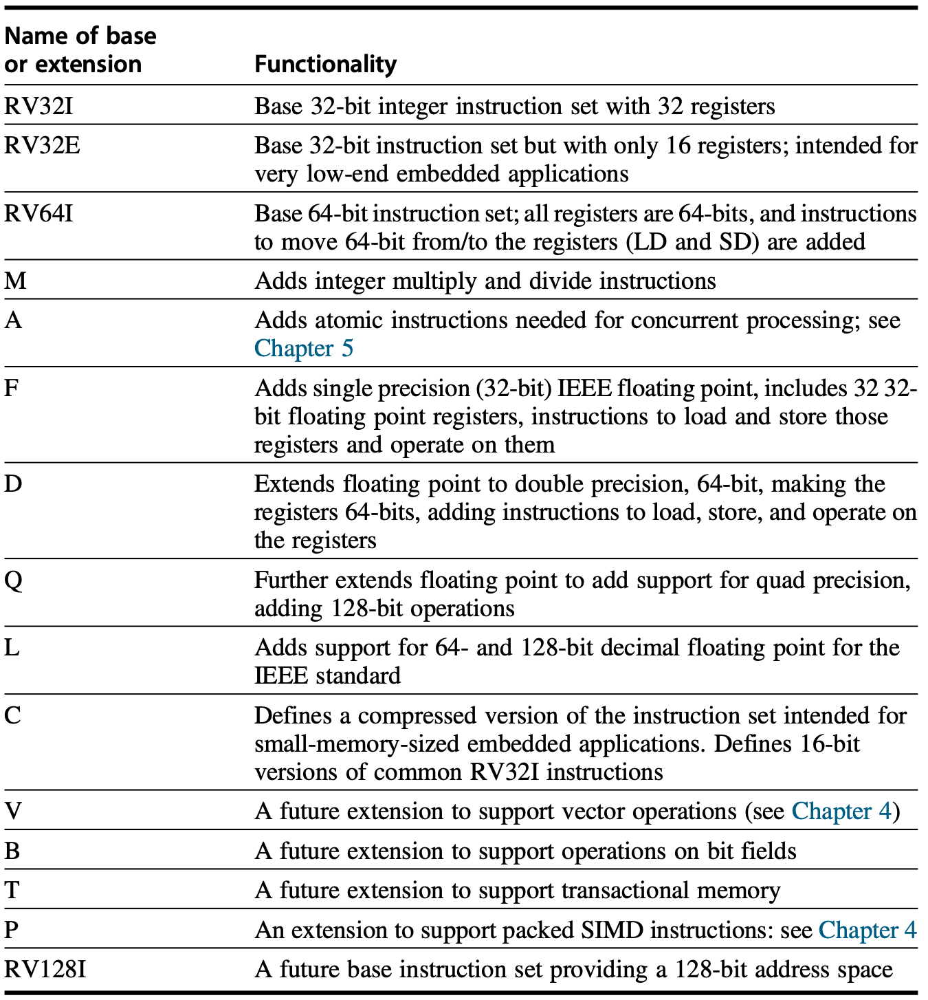 Name of base
or extension Functionality
RV32I Base 32-bit integer instruction set with 32 registers
RV32E Base 32-bit instruction set but with only 16 registers; intended for
very low-end embedded applications
RV64I Base 64-bit instruction set; all registers are 64-bits, and instructions
to move 64-bit from/to the registers (LD and SD) are added
M Adds integer multiply and divide instructions
A Adds atomic instructions needed for concurrent processing; see
Chapter 5
F Adds single precision (32-bit) IEEE floating point, includes 32 32-
bit floating point registers, instructions to load and store those
registers and operate on them
D Extends floating point to double precision, 64-bit, making the
registers 64-bits, adding instructions to load, store, and operate on
the registers
Q Further extends floating point to add support for quad precision,
adding 128-bit operations
L Adds support for 64- and 128-bit decimal floating point for the
IEEE standard
C Defines a compressed version of the instruction set intended for
small-memory-sized embedded applications. Defines 16-bit
versions of common RV32I instructions
V A future extension to support vector operations (see Chapter 4)
B A future extension to support operations on bit fields
T A future extension to support transactional memory
P An extension to support packed SIMD instructions: see Chapter 4
RV128I A future base instruction set providing a 128-bit address space